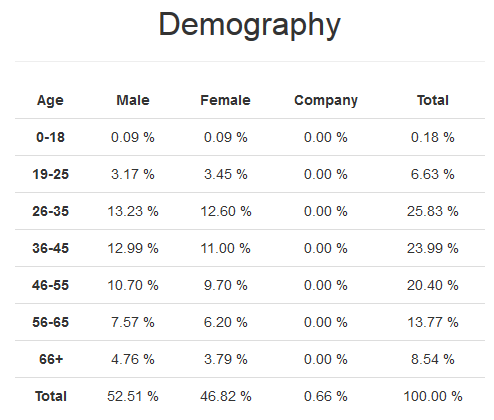 Demography
Age Male Female Company Total
0-18 0.09 % 0.09 % 0.00 % 0.18 %
19-25 3.17 % 3.45 % 0.00 % 6.63 %
26-35 13.23 % 12.60 % 0.00 % 25.83 %
36-45 12.99 % 11.00 % 0.00 % 23.99 %
46-55 10.70 % 9.70 % 0.00 % 20.40 %
56-65 7.57 % 6.20 % 0.00 % 13.77 %
66+ 4.76 % 3.79 % 0.00 % 8.54 %
Total 52.51 % 46.82 % 0.66 % 100.00 %